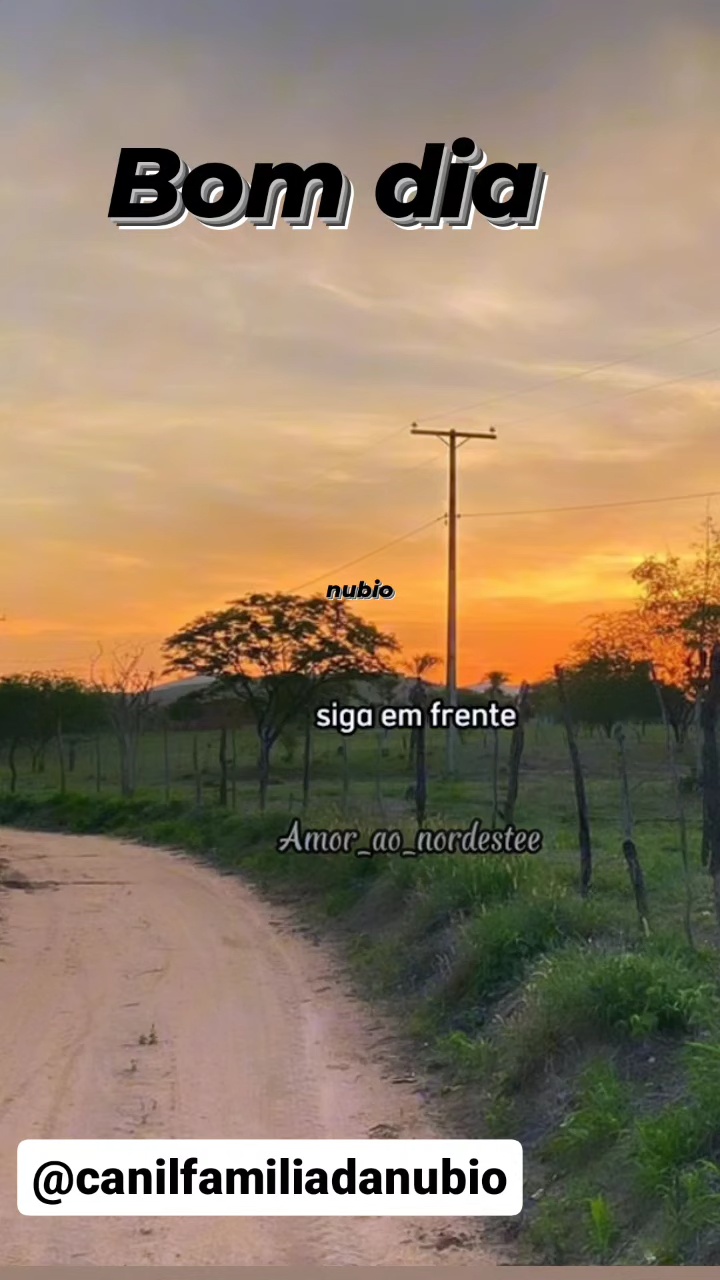 Bom dia
nubio
siga em frente
Amor_ao_nordestee
@canilfamiliadanubio